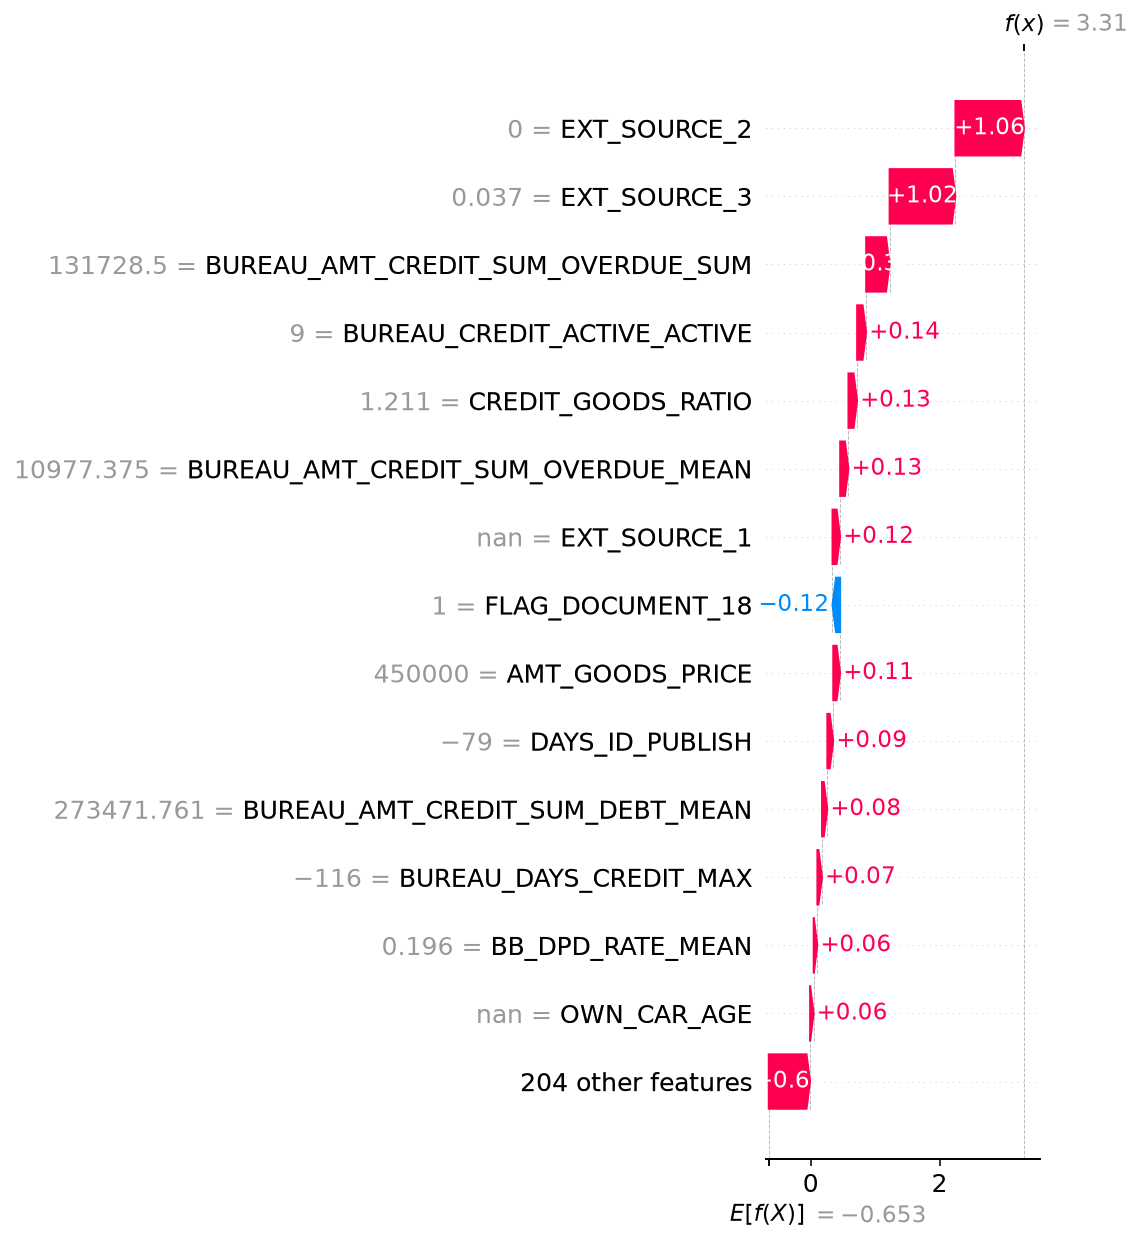 f(x) = 3.31
0 = EXT_SOURCE_2 +1.06
0.037 = EXT_SOURCE_3 +1.02
131728.5 = BUREAU_AMT_CREDIT_SUM_OVERDUE_SUM
9 = BUREAU_CREDIT_ACTIVE_ACTIVE +0.14
1.211 = CREDIT_GOODS_RATIO +0.13
10977.375 = BUREAU_AMT_CREDIT_SUM_OVERDUE_MEAN +0.13
nan = EXT_SOURCE_1 +0.12
1 = FLAG_DOCUMENT_18 −0.12
450000 = AMT_GOODS_PRICE +0.11
−79 = DAYS_ID_PUBLISH +0.09
273471.761 = BUREAU_AMT_CREDIT_SUM_DEBT_MEAN +0.08
−116 = BUREAU_DAYS_CREDIT_MAX +0.07
0.196 = BB_DPD_RATE_MEAN +0.06
nan = OWN_CAR_AGE +0.06
204 other features
0 2
E[f(X)] = −0.653